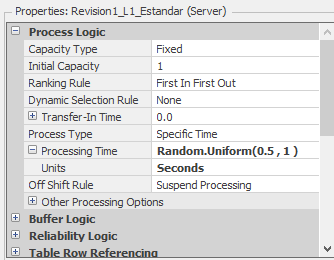 Properties: Revision1_L1_Estandar (Server)
Process Logic
Capacity Type Fixed
Initial Capacity 1
Ranking Rule First In First Out
Dynamic Selection Rule None
Transfer-In Time 0.0
Process Type Specific Time
Processing Time Random.Uniform(0.5 , 1 )
Units Seconds
Off Shift Rule Suspend Processing
Other Processing Options
Buffer Logic
Reliability Logic
Table Row Referencing